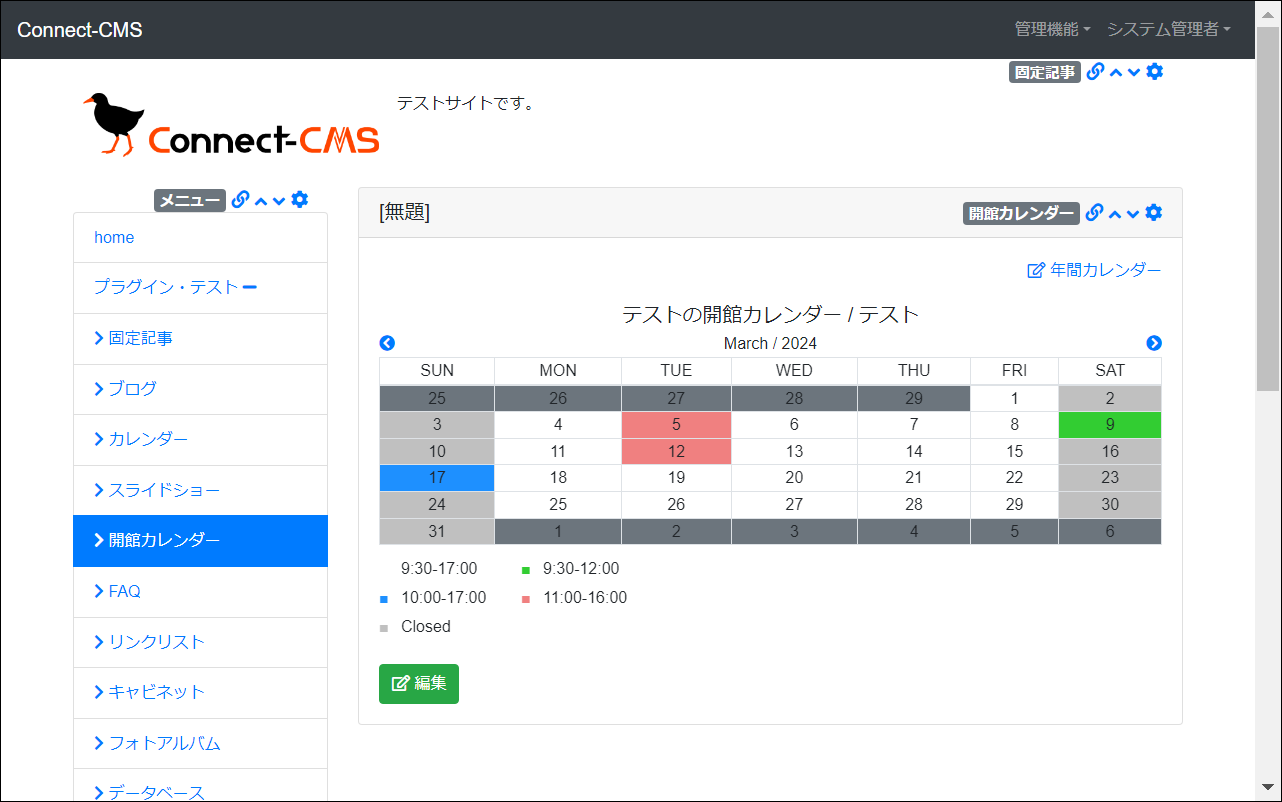 Connect-CMS 管理機能 システム管理者
固定記事
Connect-CMS
テストサイトです。
メニュー
home
プラグイン・テスト
固定記事
ブログ
カレンダー
スライドショー
開館カレンダー
FAQ
リンクリスト
キャビネット
フォトアルバム
データベース
[無題] 開館カレンダー
年間カレンダー
テストの開館カレンダー / テスト
March / 2024
SUN MON TUE WED THU FRI SAT
25 26 27 28 29 1 2
3 4 5 6 7 8 9
10 11 12 13 14 15 16
17 18 19 20 21 22 23
24 25 26 27 28 29 30
31 1 2 3 4 5 6
9:30-17:00 9:30-12:00
10:00-17:00 11:00-16:00
Closed
編集